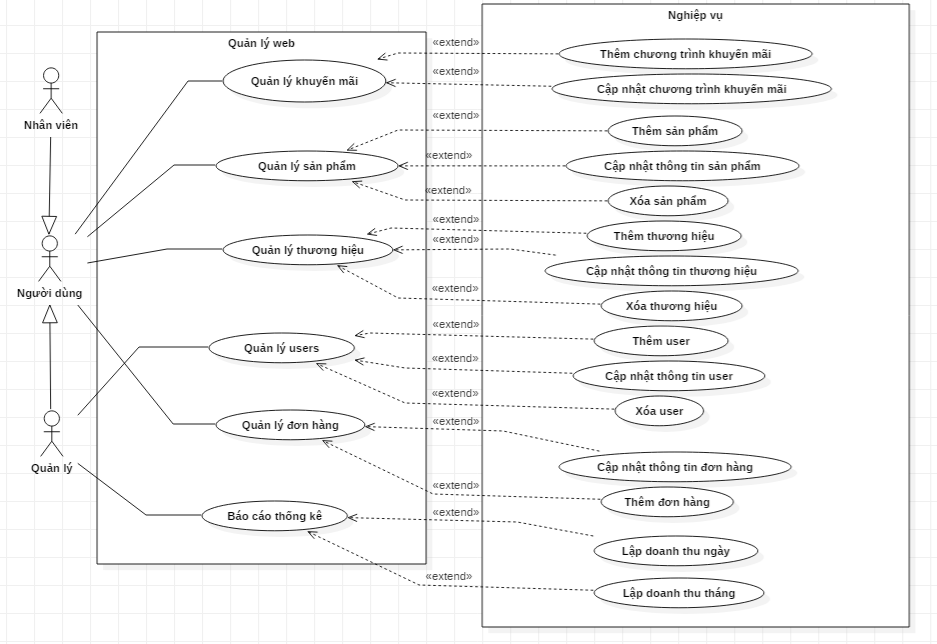 Nghiệp vụ
Quản lý web
«extend»
Thêm chương trình khuyến mãi
«extend»
Quản lý khuyến mãi
Cập nhật chương trình khuyến mãi
Nhân viên
«extend»
Thêm sản phẩm
«extend»
Quản lý sản phẩm
Cập nhật thông tin sản phẩm
«extend»
Xóa sản phẩm
«extend»
Thêm thương hiệu
«extend»
Quản lý thương hiệu
Cập nhật thông tin thương hiệu
Người dùng
«extend»
Xóa thương hiệu
«extend»
Thêm user
Quản lý users
«extend»
Cập nhật thông tin user
«extend»
Xóa user
«extend»
Quản lý đơn hàng
Cập nhật thông tin đơn hàng
Quản lý
«extend»
Thêm đơn hàng
«extend»
Báo cáo thống kê
Lập doanh thu ngày
«extend»
Lập doanh thu tháng